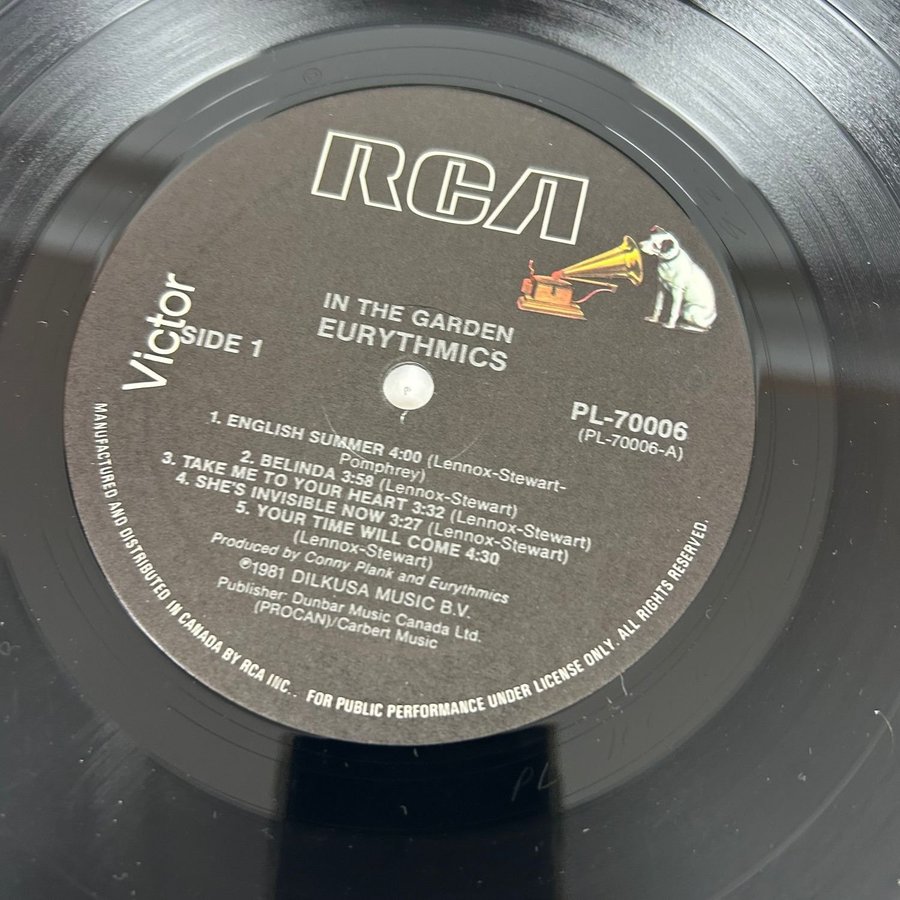 RCA
Victor
IN THE GARDEN
EURYTHMICS
SIDE 1
PL-70006
(PL-70006-A)
1. ENGLISH SUMMER 4:00 (Lennox-Stewart-
Pomphrey)
2. BELINDA 3:58 (Lennox-Stewart)
3. TAKE ME TO YOUR HEART 3:32 (Lennox-Stewart)
4. SHE'S INVISIBLE NOW 3:27 (Lennox-Stewart)
5. YOUR TIME WILL COME 4:30
(Lennox-Stewart)
Produced by Conny Plank and Eurythmics
℗1981 DILKUSA MUSIC B.V.
Publisher: Dunbar Music Canada Ltd.
(PROCAN)/Carbert Music
MANUFACTURED AND DISTRIBUTED IN CANADA BY RCA INC.. FOR PUBLIC PERFORMANCE UNDER LICENSE ONLY. ALL RIGHTS RESERVED.
PL